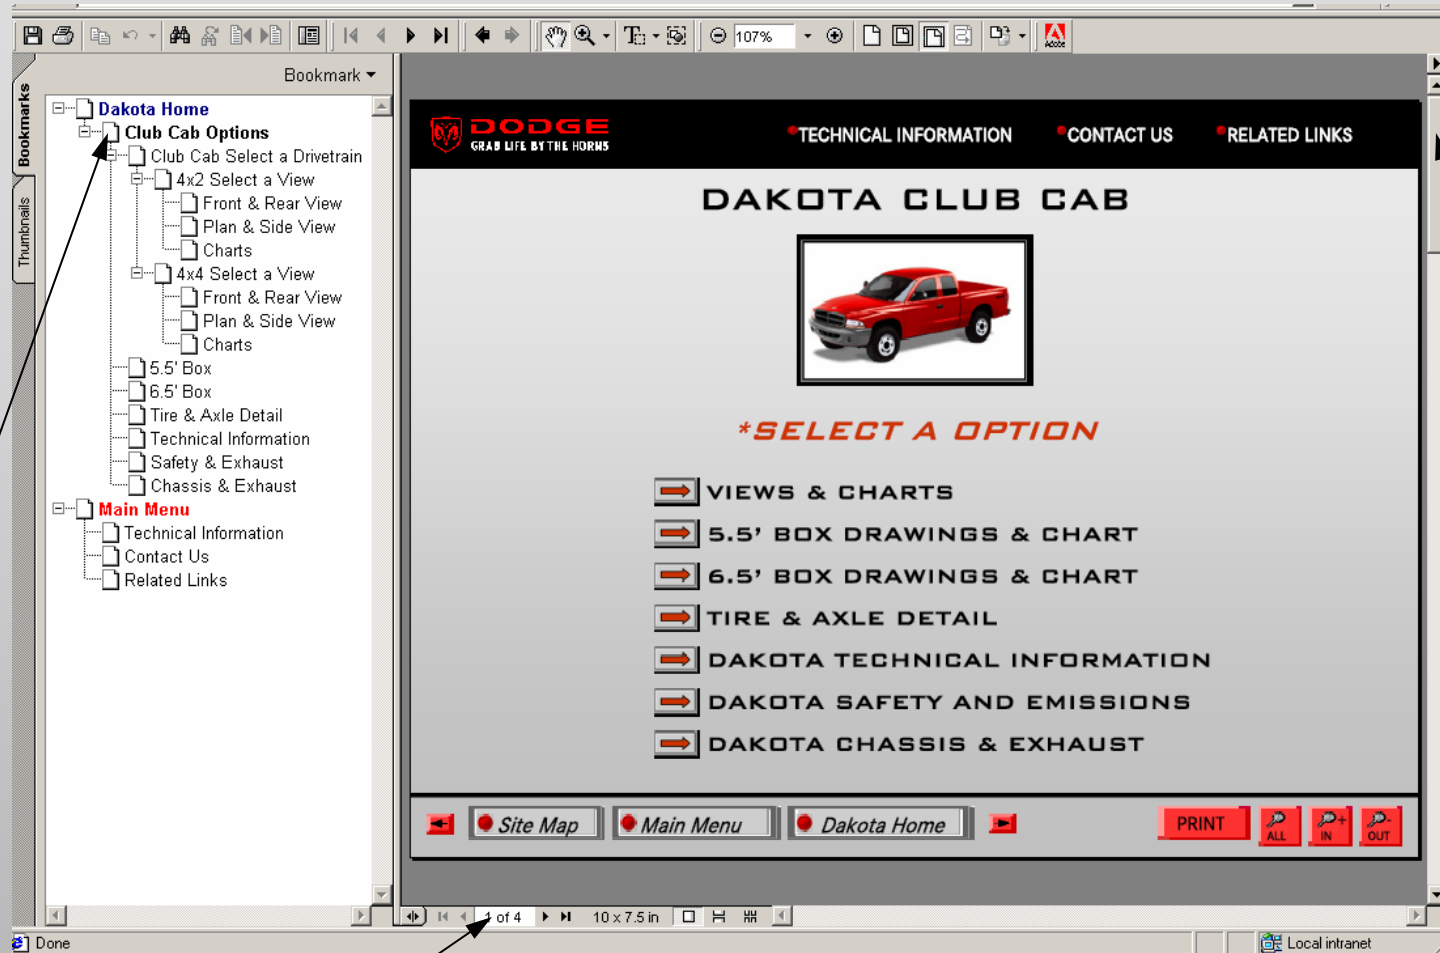 107%
Adobe
Bookmarks
Thumbnails
Bookmark
Dakota Home
Club Cab Options
Club Cab Select a Drivetrain
4x2 Select a View
Front & Rear View
Plan & Side View
Charts
4x4 Select a View
Front & Rear View
Plan & Side View
Charts
5.5' Box
6.5' Box
Tire & Axle Detail
Technical Information
Safety & Exhaust
Chassis & Exhaust
Main Menu
Technical Information
Contact Us
Related Links
DODGE
GRAB LIFE BY THE HORNS
TECHNICAL INFORMATION CONTACT US RELATED LINKS
DAKOTA CLUB CAB
*SELECT A OPTION
VIEWS & CHARTS
5.5' BOX DRAWINGS & CHART
6.5' BOX DRAWINGS & CHART
TIRE & AXLE DETAIL
DAKOTA TECHNICAL INFORMATION
DAKOTA SAFETY AND EMISSIONS
DAKOTA CHASSIS & EXHAUST
Site Map Main Menu Dakota Home PRINT ALL IN OUT
1 of 4 10 x 7.5 in
Done Local intranet